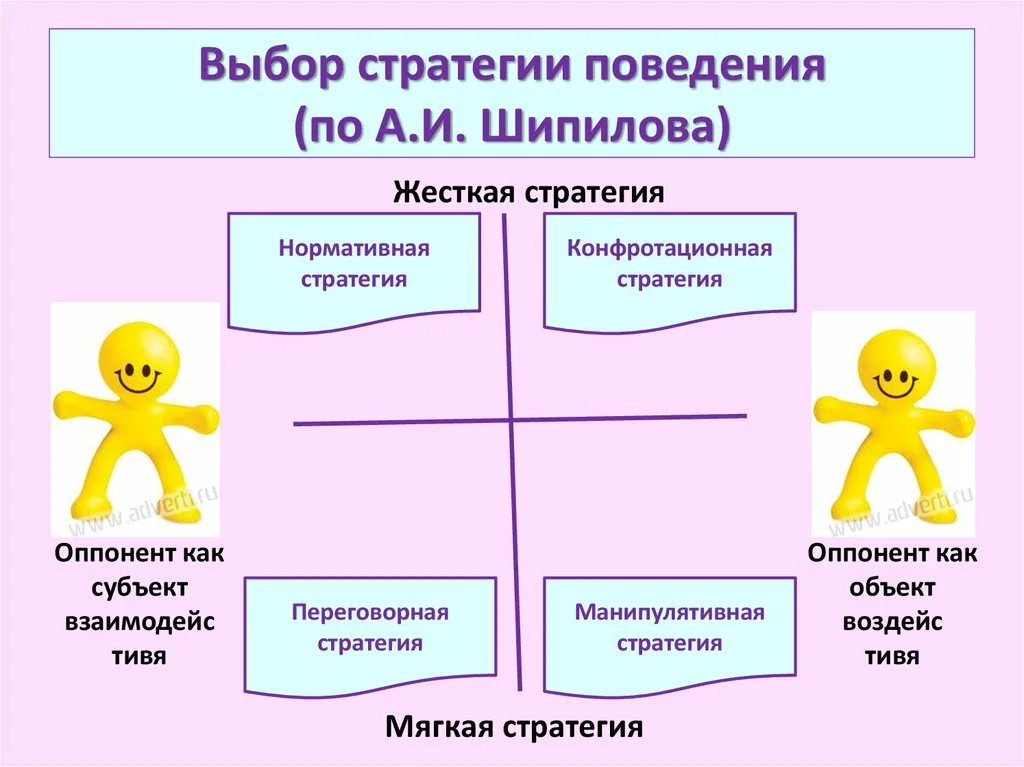 Выбор стратегии поведения
(по А.И. Шипилова)
Жесткая стратегия
Нормативная
стратегия
Конфротационная
стратегия
www.adverti.ru
www.adverti.ru
Оппонент как
субъект
взаимодейс
тивя
Оппонент как
объект
воздейс
тивя
Переговорная
стратегия
Манипулятивная
стратегия
Мягкая стратегия